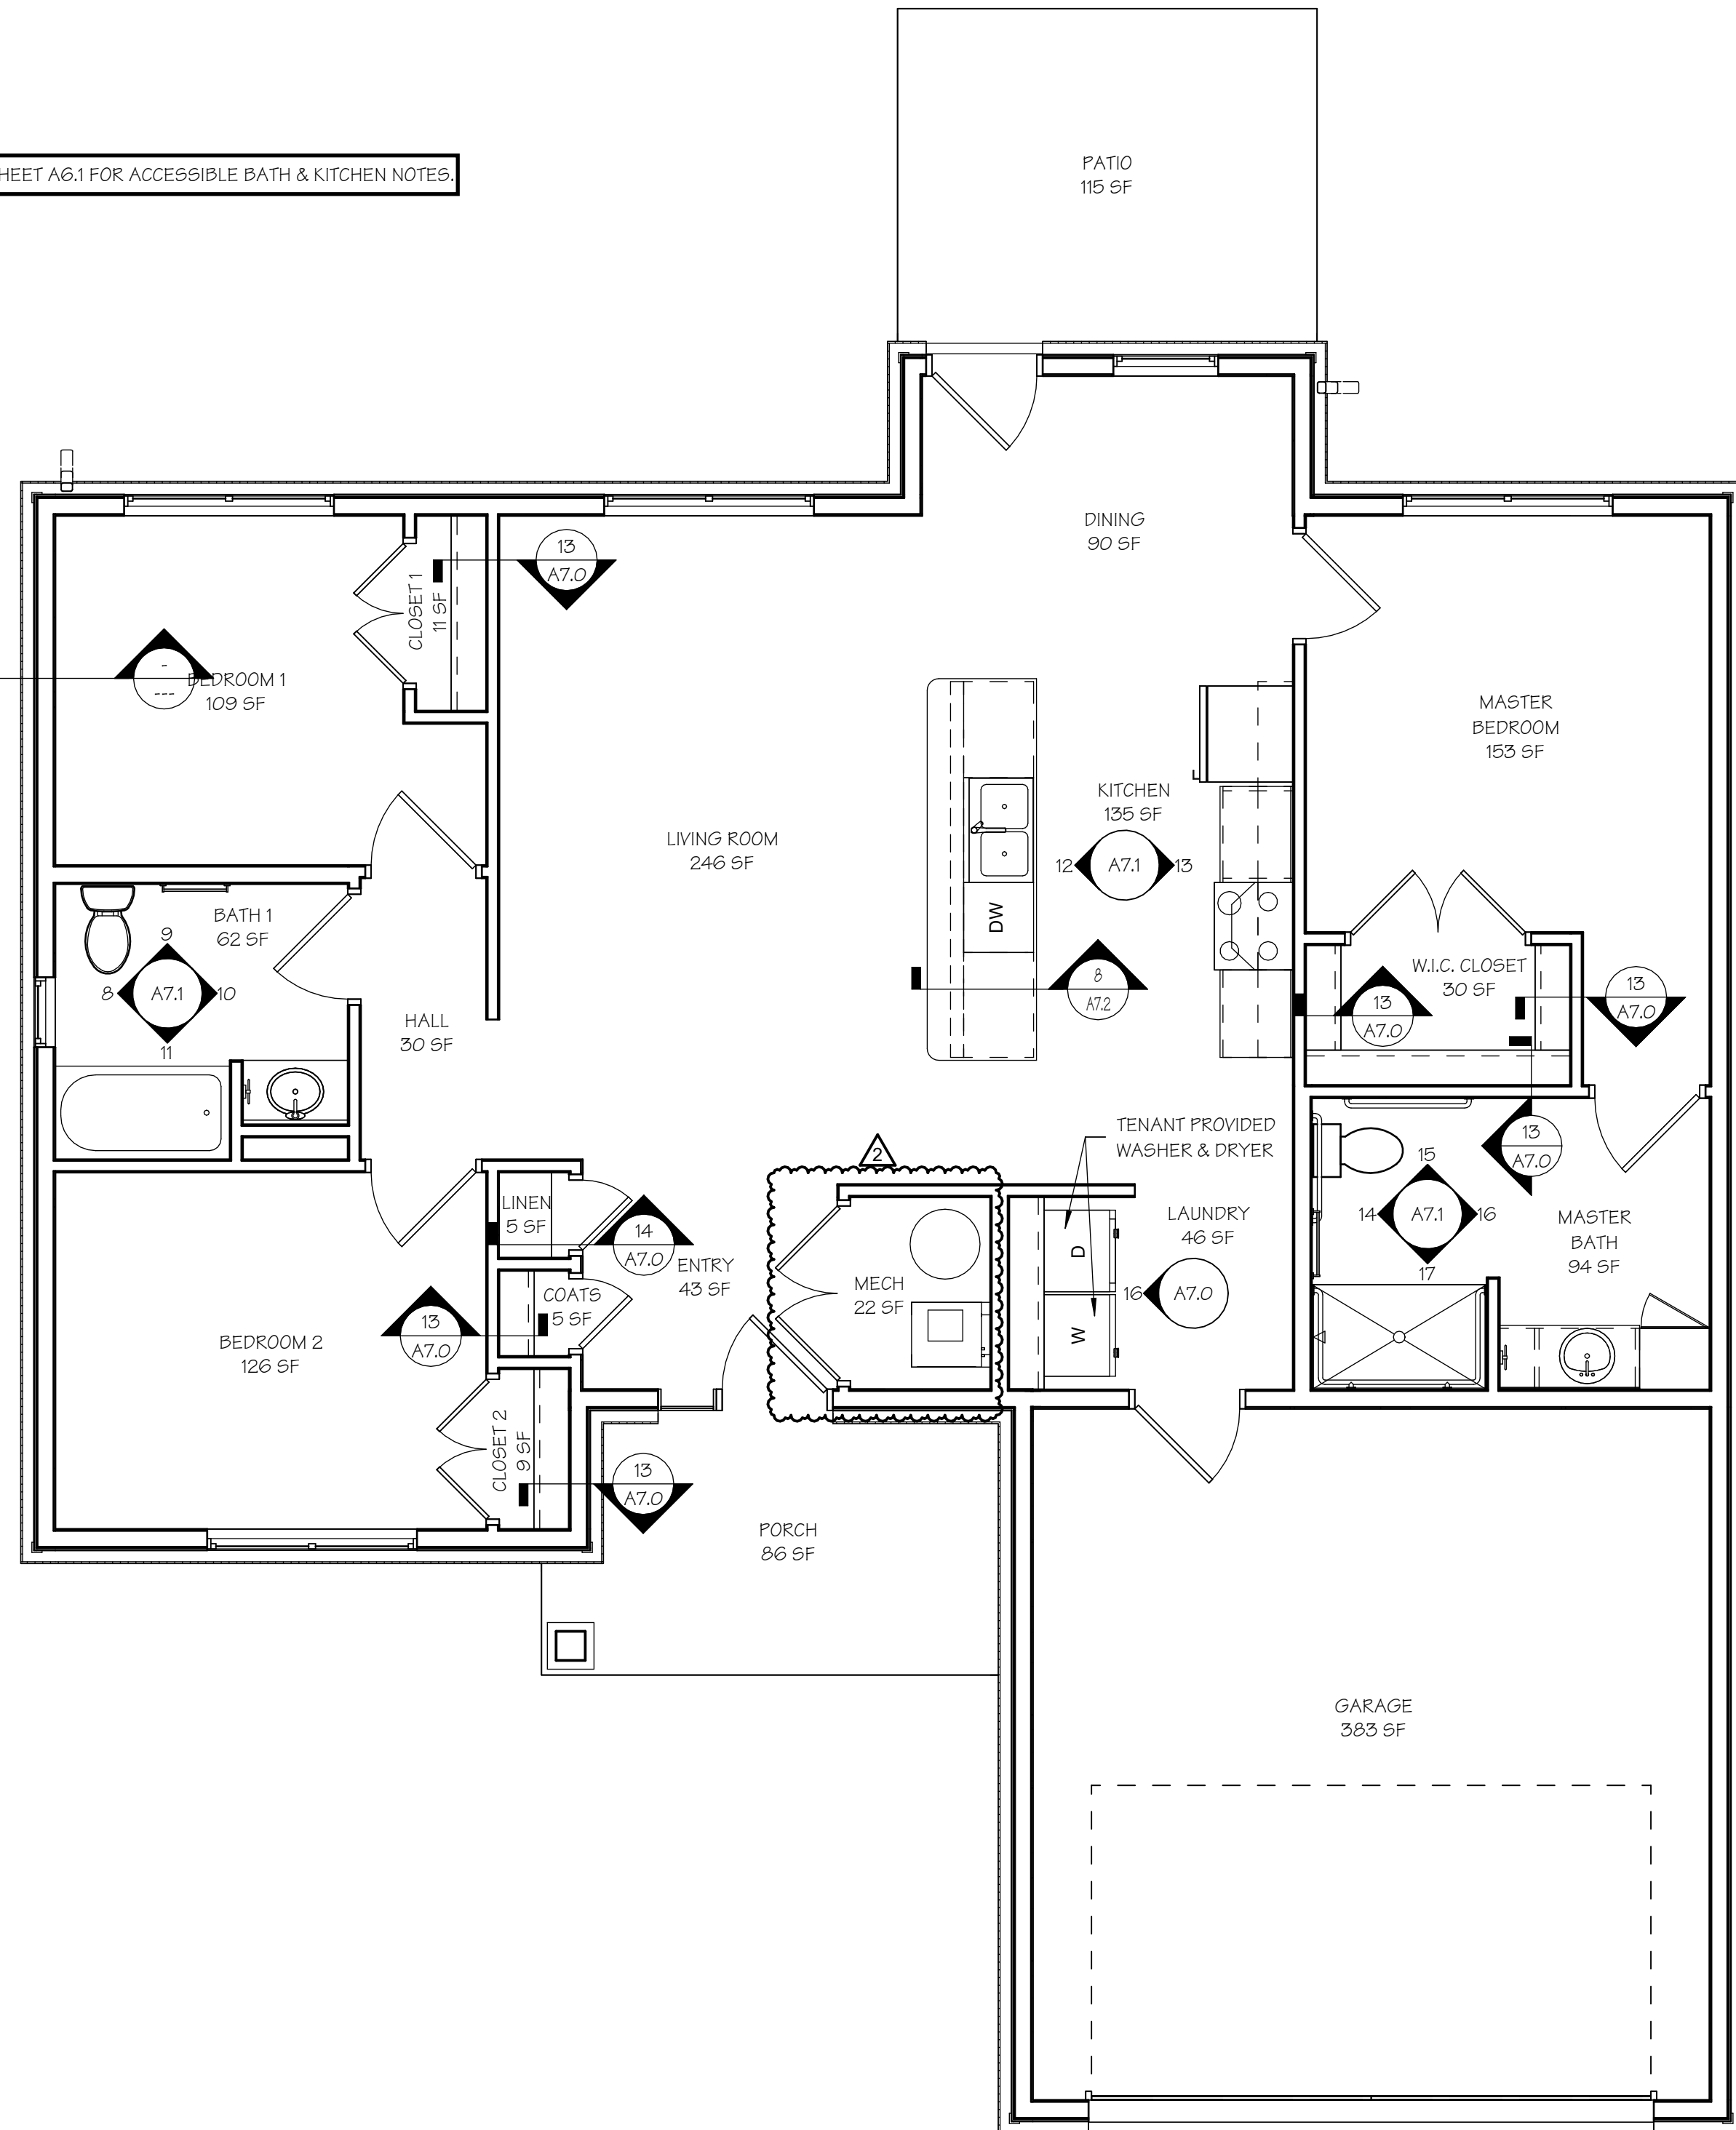 HEET A6.1 FOR ACCESSIBLE BATH & KITCHEN NOTES.
PATIO
115 SF
DINING
90 SF
13
A7.0
CLOSET 1
11 SF
-
---
BEDROOM 1
109 SF
MASTER
BEDROOM
153 SF
KITCHEN
135 SF
12
A7.1
13
LIVING ROOM
246 SF
DW
8
A7.2
BATH 1
62 SF
9
8
A7.1
10
11
HALL
30 SF
W.I.C. CLOSET
30 SF
13
A7.0
13
A7.0
TENANT PROVIDED
WASHER & DRYER
2
13
A7.0
15
14
A7.1
16
17
MASTER
BATH
94 SF
LINEN
5 SF
14
A7.0
ENTRY
43 SF
COATS
5 SF
MECH
22 SF
LAUNDRY
46 SF
D
W
16
A7.0
13
A7.0
BEDROOM 2
126 SF
CLOSET 2
9 SF
13
A7.0
PORCH
86 SF
GARAGE
383 SF